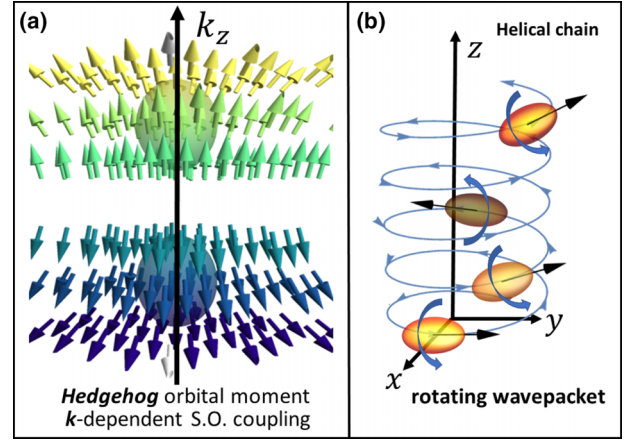 (a)
k_z
Hedgehog orbital moment
k-dependent S.O. coupling
(b)
Helical chain
z
y
x
rotating wavepacket